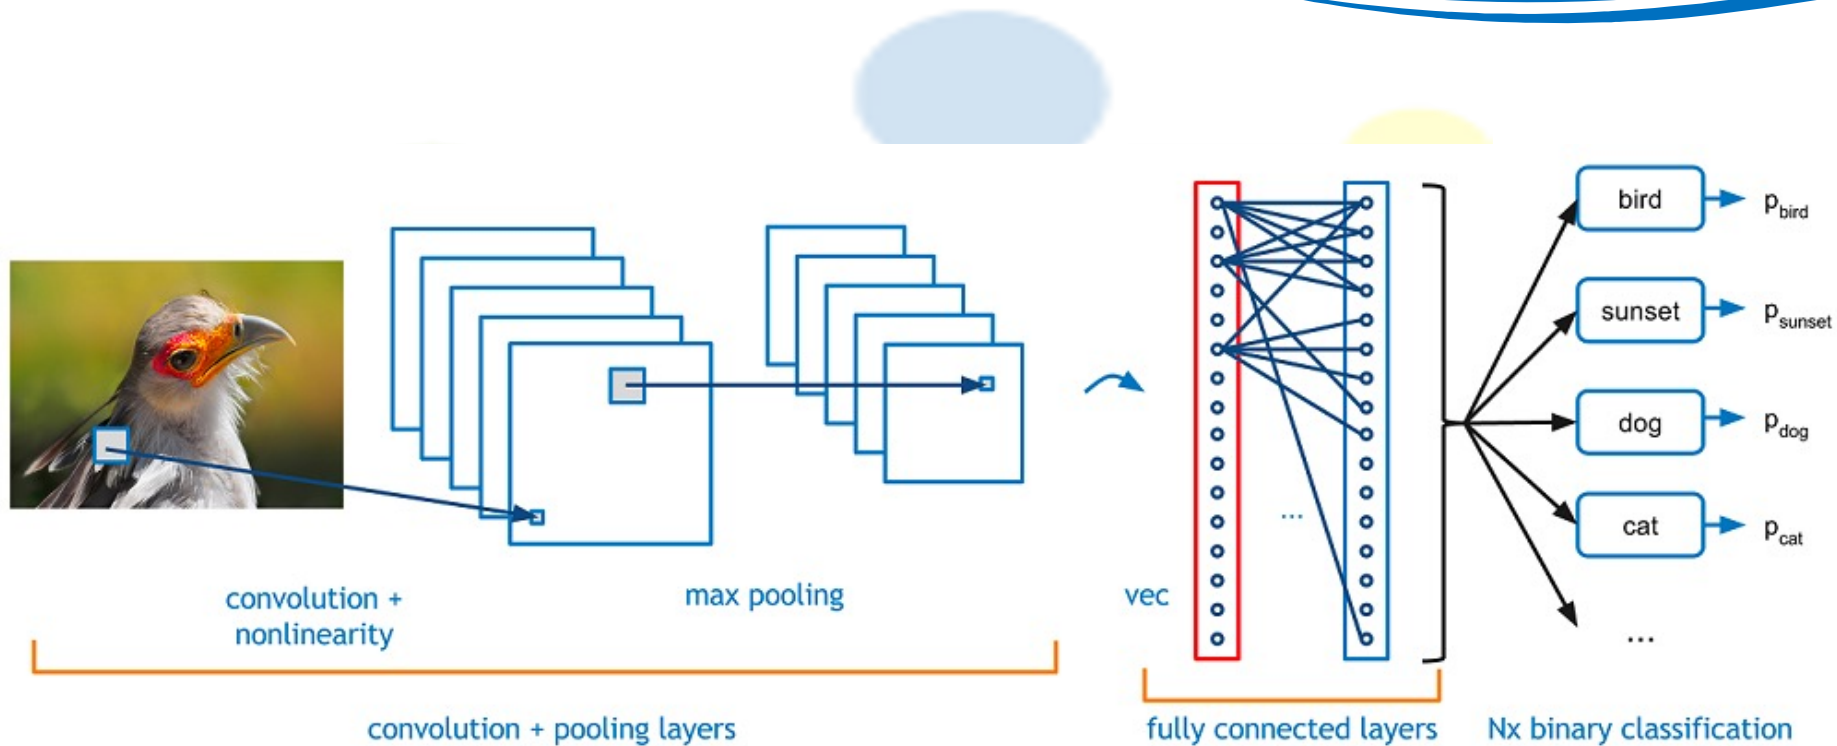 bird
p_bird
sunset
p_sunset
dog
p_dog
cat
p_cat
...
...
convolution +
nonlinearity
max pooling
vec
convolution + pooling layers
fully connected layers
Nx binary classification